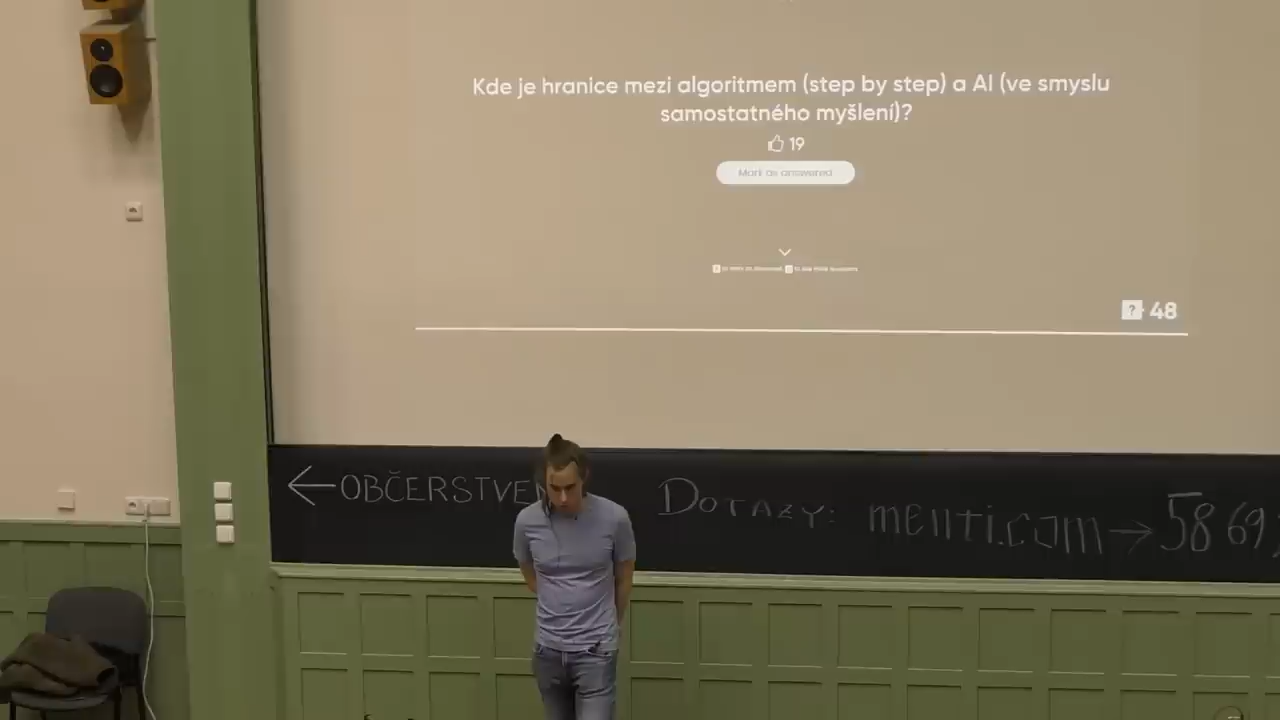 Kde je hranice mezi algoritmem (step by step) a AI (ve smyslu
samostatného myšlení)?
19
Mark as answered
? 48
← OBČERSTVE
Dotazy: menti.com → 58 69